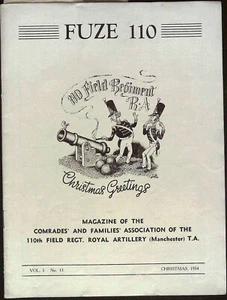 FUZE 110
110 Field Regiment
R.A
Christmas Greetings
MAGAZINE OF THE
COMRADES' AND FAMILIES' ASSOCIATION OF THE
110th FIELD REGT. ROYAL ARTILLERY (Manchester) T.A.
VOL. 5 No. 11
CHRISTMAS, 1954